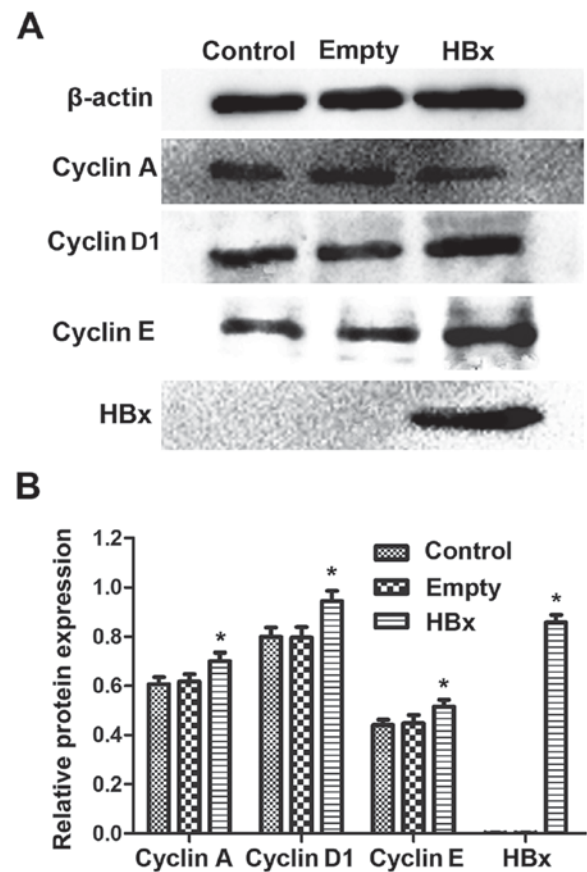 A
Control Empty HBx
β-actin
Cyclin A
Cyclin D1
Cyclin E
HBx
B
Relative protein expression
1.2
1.0
0.8
0.6
0.4
0.2
0.0
Control
Empty
HBx
*
*
*
*
Cyclin A Cyclin D1 Cyclin E HBx